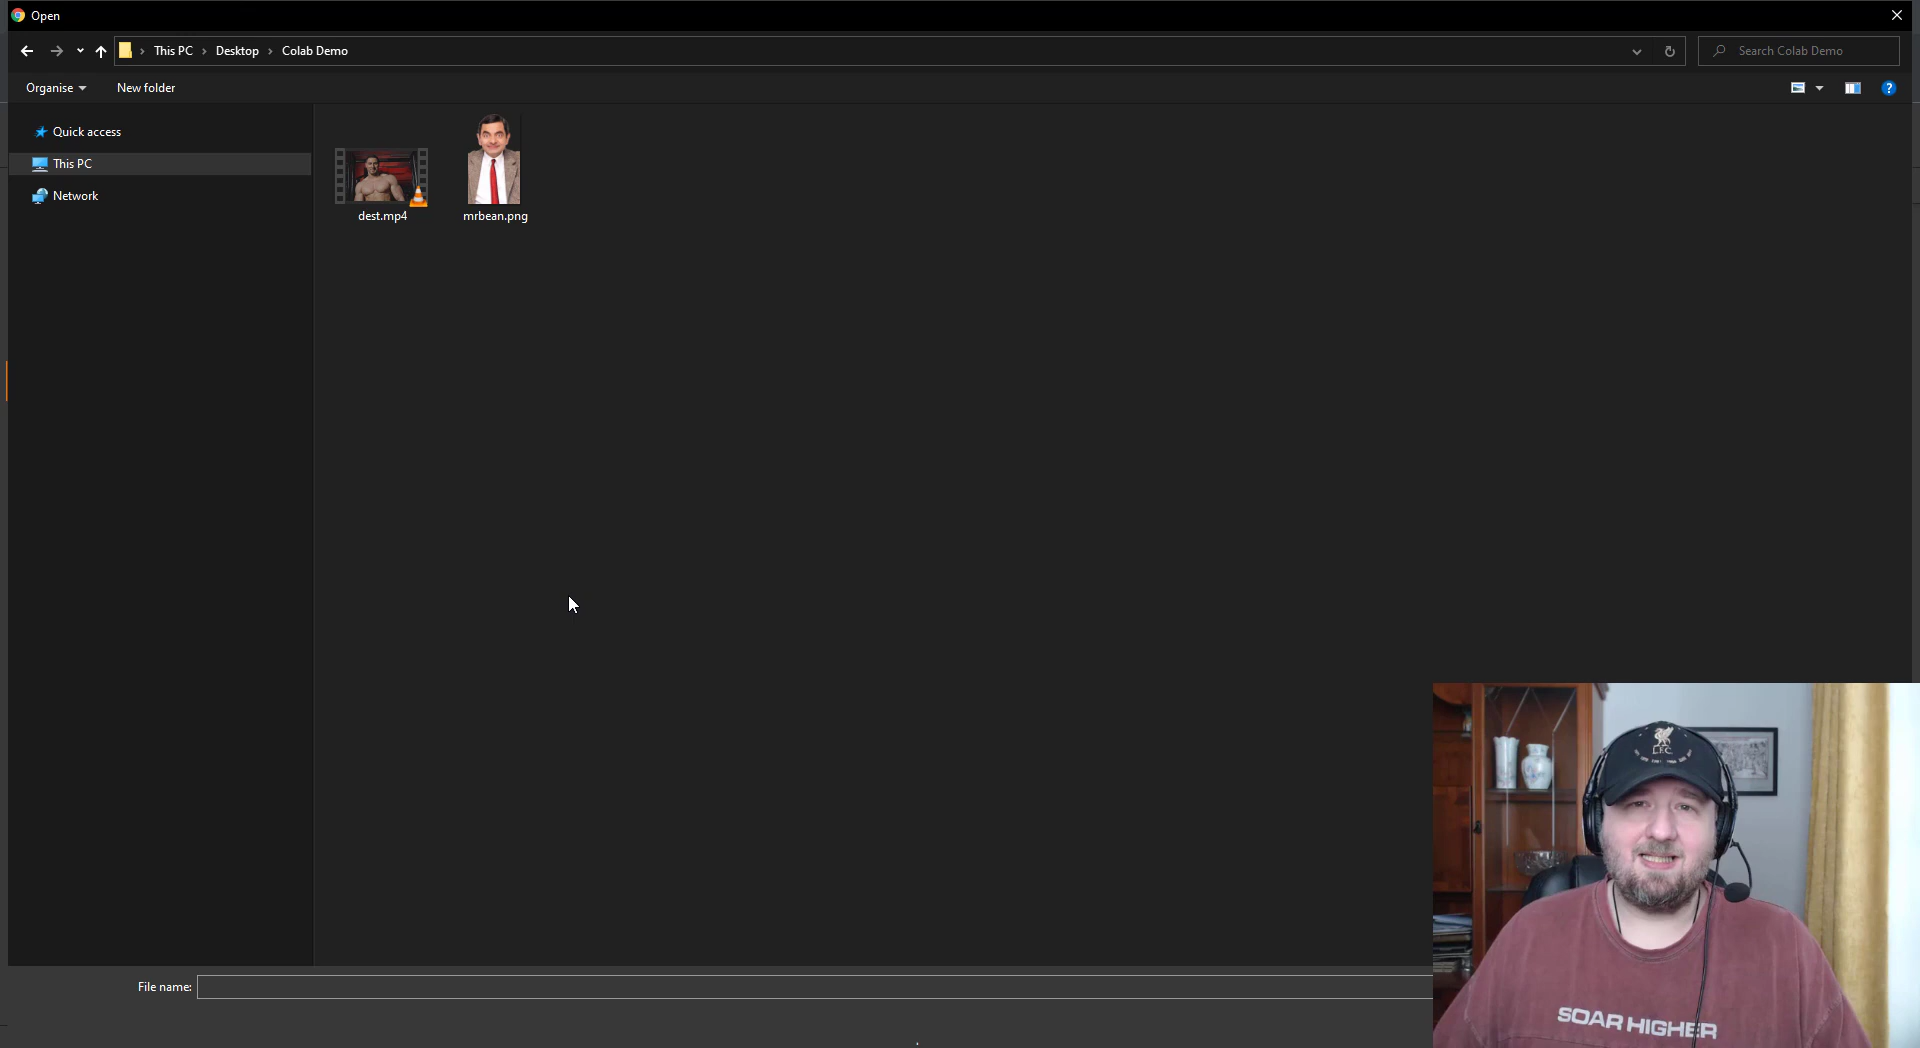 Open
This PC
Desktop
Colab Demo
Search Colab Demo
Organise
New folder
?
Quick access
This PC
Network
dest.mp4
mrbean.png
File name:
L.F.C.
SOAR HIGHER